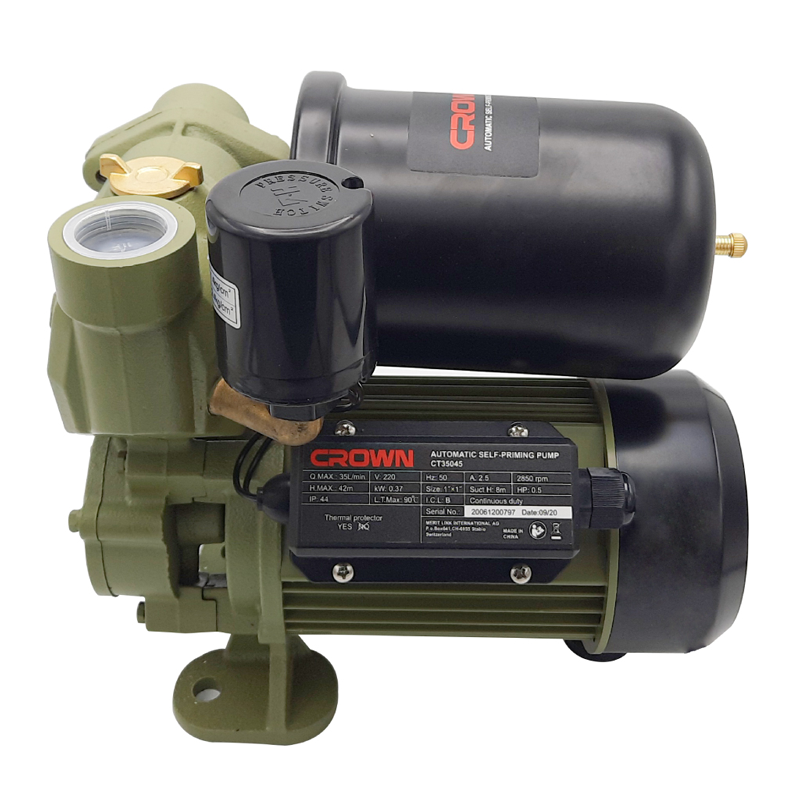 CROWN
AUTOMATIC SELF-
PRESSURE SWITCH
CROWN
AUTOMATIC SELF-PRIMING PUMP
CT35045
Q.MAX.: 35L/min V. 220 Hz: 50 A. 2.5 2850 rpm
H.MAX.: 42m kW: 0.37 Size: 1"×1" Suct H: 8m HP: 0.5
IP: 44 L.T.Max: 90℃ I.C.L. B Continuous duty
Serial No.: 20061200797 Date:09/20
Thermal protector
YES NO
MERIT LINK INTERNATIONAL AG
P.o.Box641,CH-6855 Stabio
Switzerland
MADE IN
CHINA